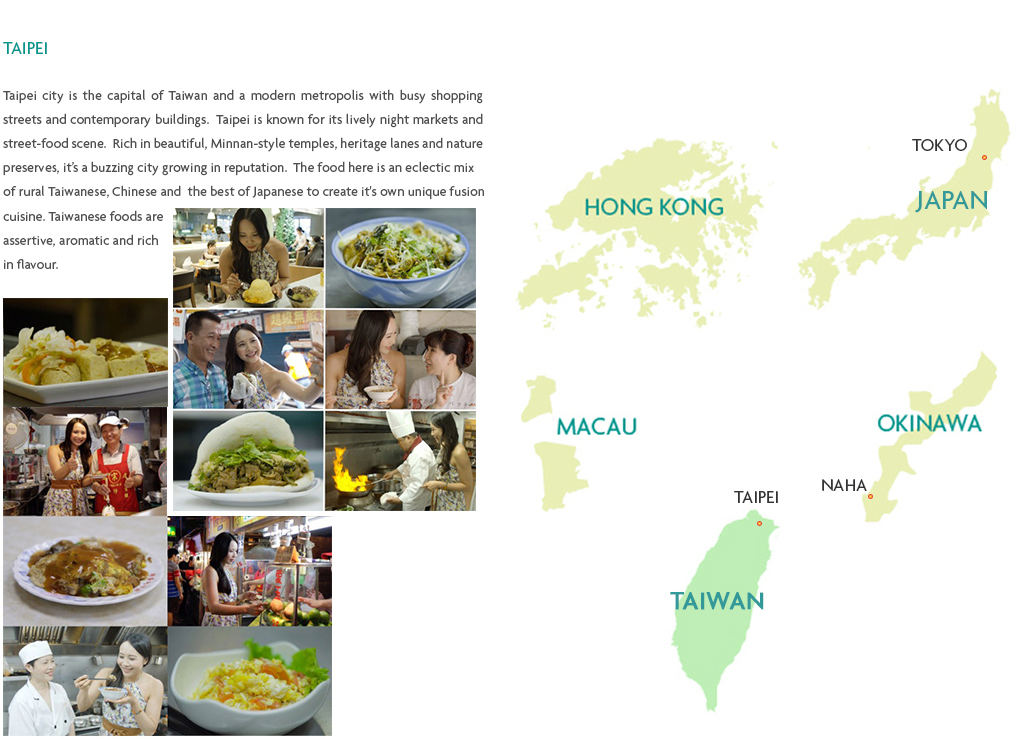 TAIPEI
Taipei city is the capital of Taiwan and a modern metropolis with busy shopping
streets and contemporary buildings. Taipei is known for its lively night markets and
street-food scene. Rich in beautiful, Minnan-style temples, heritage lanes and nature
preserves, it's a buzzing city growing in reputation. The food here is an eclectic mix
of rural Taiwanese, Chinese and the best of Japanese to create it's own unique fusion
cuisine. Taiwanese foods are
assertive, aromatic and rich
in flavour.
TOKYO
JAPAN
HONG KONG
MACAU
OKINAWA
NAHA
TAIPEI
TAIWAN